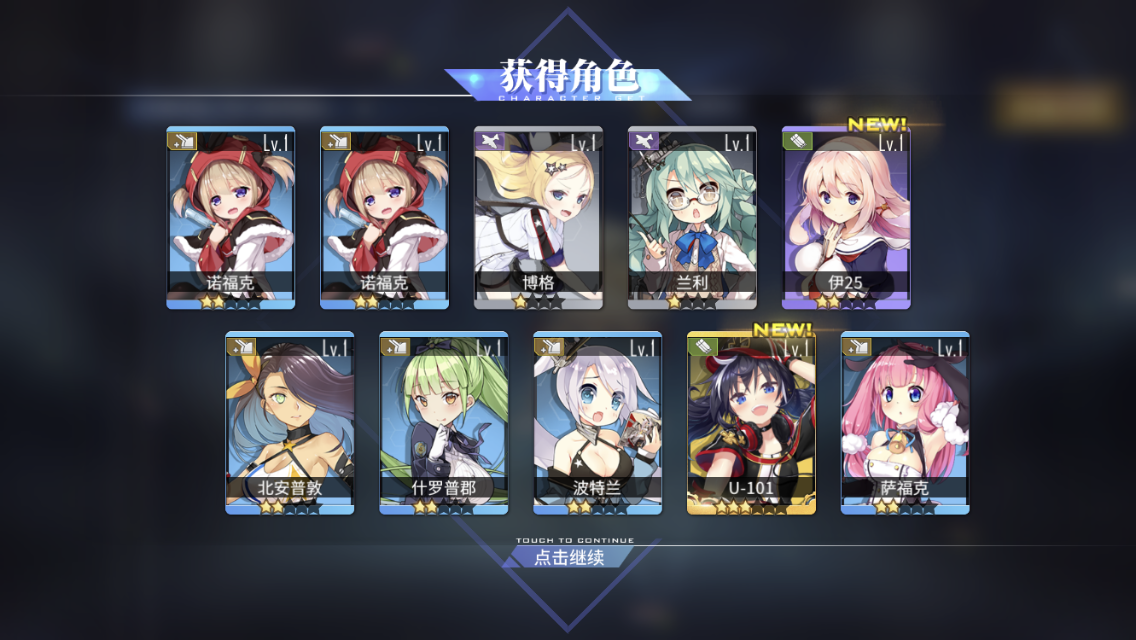 获得角色
CHARACTER GET
NEW!
Lv.1
Lv.1
Lv.1
Lv.1
Lv.1
诺福克
诺福克
博格
兰利
伊25
NEW!
Lv.1
Lv.1
Lv.1
Lv.1
Lv.1
北安普敦
什罗普郡
波特兰
U-101
萨福克
TOUCH TO CONTINUE
点击继续